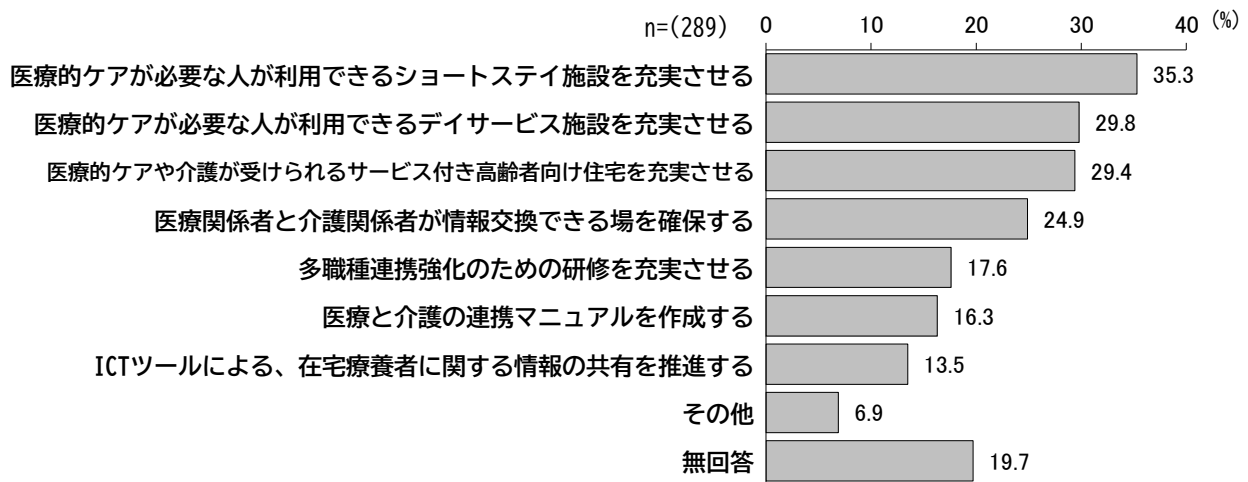 n=(289) 0 10 20 30 40 (%)
医療的ケアが必要な人が利用できるショートステイ施設を充実させる 35.3
医療的ケアが必要な人が利用できるデイサービス施設を充実させる 29.8
医療的ケアや介護が受けられるサービス付き高齢者向け住宅を充実させる 29.4
医療関係者と介護関係者が情報交換できる場を確保する 24.9
多職種連携強化のための研修を充実させる 17.6
医療と介護の連携マニュアルを作成する 16.3
ICTツールによる、在宅療養者に関する情報の共有を推進する 13.5
その他 6.9
無回答 19.7